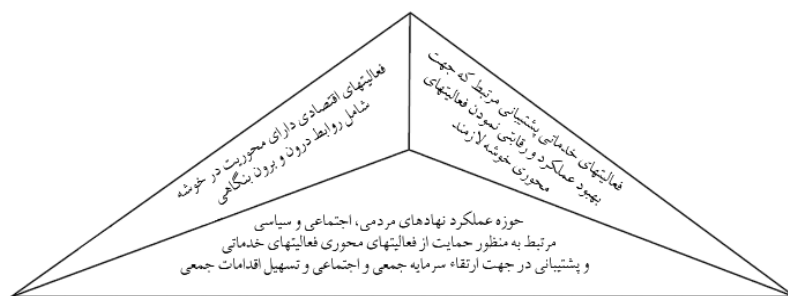 فعالیتهای خدماتی پشتیبانی مرتبط که جهت
بهبود عملکرد و رقابتی نمودن فعالیتهای
محوری خوشه لازمند
فعالیتهای اقتصادی دارای محوریت در خوشه
شامل روابط درون و برون بنگاهی
حوزه عملکرد نهادهای مردمی، اجتماعی و سیاسی
مرتبط به منظور حمایت از فعالیتهای محوری فعالیتهای خدماتی
و پشتیبانی در جهت ارتقاء سرمایه جمعی و اجتماعی و تسهیل اقدامات جمعی